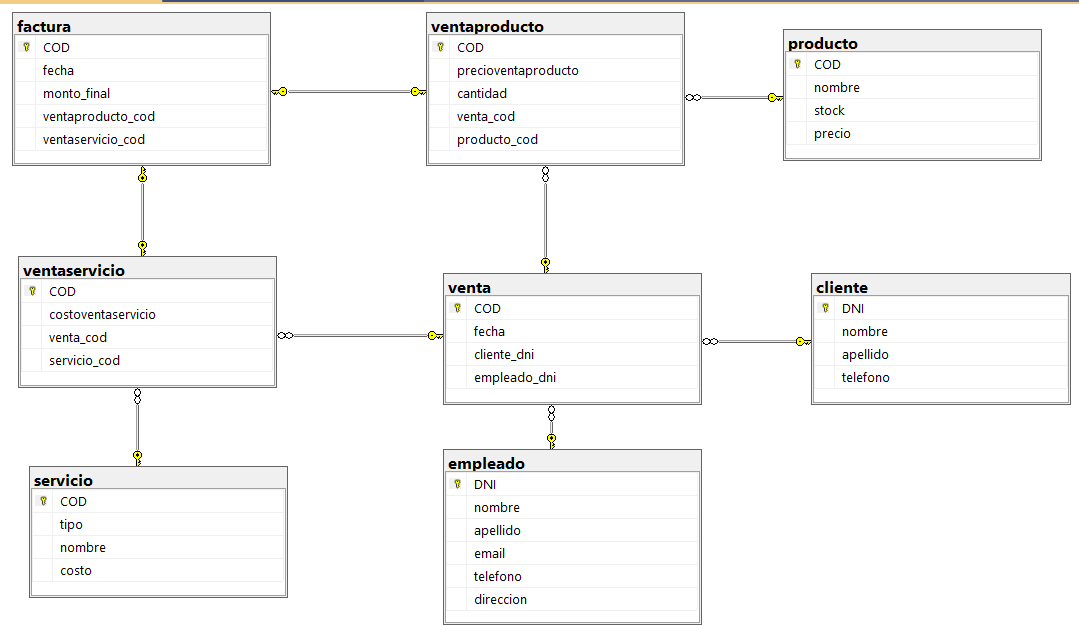 factura
COD
fecha
monto_final
ventaproducto_cod
ventaservicio_cod
ventaproducto
COD
precioventaproducto
cantidad
venta_cod
producto_cod
producto
COD
nombre
stock
precio
ventaservicio
COD
costoventaservicio
venta_cod
servicio_cod
venta
COD
fecha
cliente_dni
empleado_dni
cliente
DNI
nombre
apellido
telefono
servicio
COD
tipo
nombre
costo
empleado
DNI
nombre
apellido
email
telefono
direccion